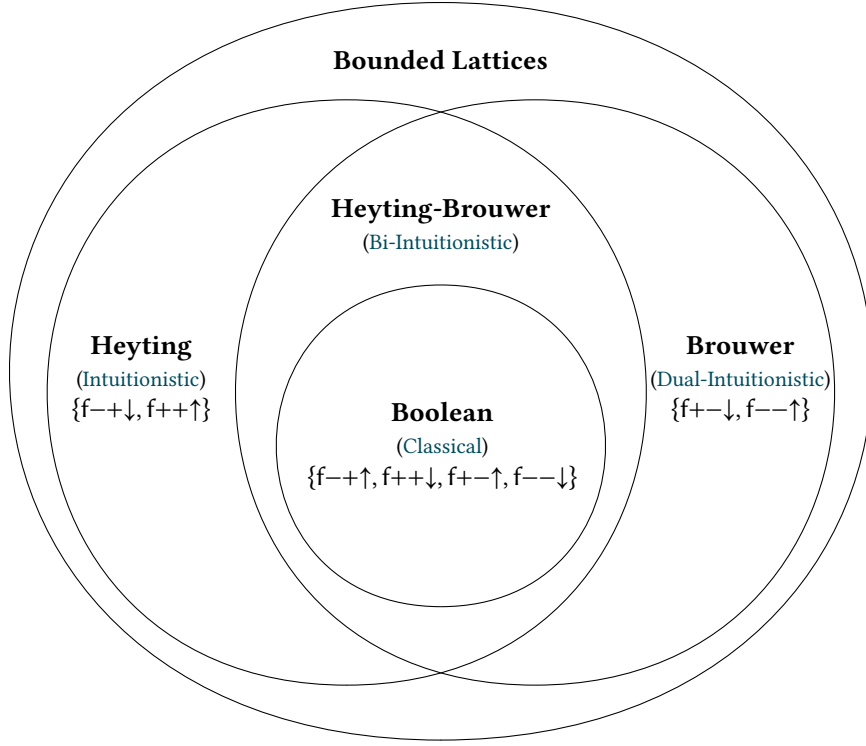 Bounded Lattices
Heyting-Brouwer
(Bi-Intuitionistic)
Heyting
(Intuitionistic)
{f−+↓, f++↑}
Brouwer
(Dual-Intuitionistic)
{f+−↓, f−−↑}
Boolean
(Classical)
{f−+↑, f++↓, f+−↑, f−−↓}